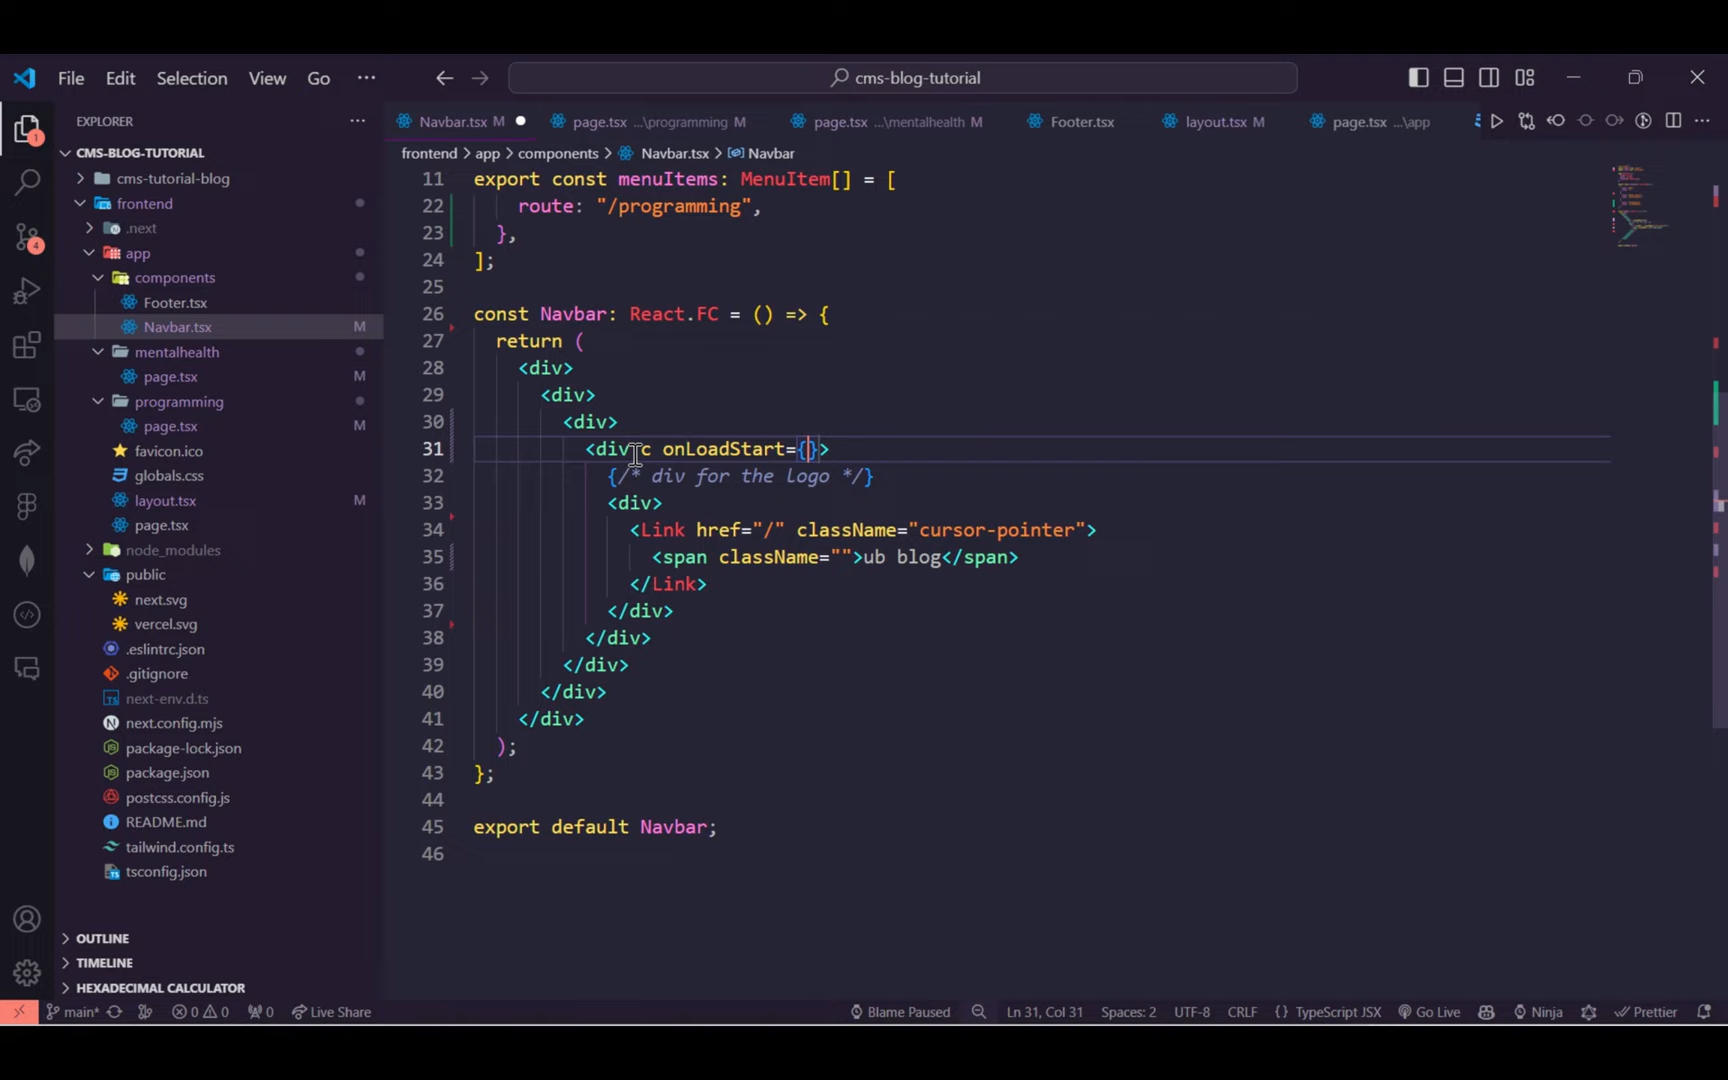 File Edit Selection View Go ··· cms-blog-tutorial
EXPLORER ···
CMS-BLOG-TUTORIAL
cms-tutorial-blog
frontend
.next
app
components
Footer.tsx
Navbar.tsx M
mentalhealth
page.tsx M
programming
page.tsx M
favicon.ico
globals.css
layout.tsx M
page.tsx
node_modules
public
next.svg
vercel.svg
.eslintrc.json
.gitignore
next-env.d.ts
next.config.mjs
package-lock.json
package.json
postcss.config.js
README.md
tailwind.config.ts
tsconfig.json
OUTLINE
TIMELINE
HEXADECIMAL CALCULATOR
1
4
Navbar.tsx M page.tsx ...\programming M page.tsx ...\mentalhealth M Footer.tsx layout.tsx M page.tsx ...\app
frontend > app > components > Navbar.tsx > Navbar
11 export const menuItems: MenuItem[] = [
22 route: "/programming",
23 },
24 ];
25
26 const Navbar: React.FC = () => {
27 return (
28 <div>
29 <div>
30 <div>
31 <div c onLoadStart={}>
32 {/* div for the logo */}
33 <div>
34 <Link href="/" className="cursor-pointer">
35 <span className="">ub blog</span>
36 </Link>
37 </div>
38 </div>
39 </div>
40 </div>
41 </div>
42 );
43 };
44
45 export default Navbar;
46
main* 0 0 0 Live Share Blame Paused Ln 31, Col 31 Spaces: 2 UTF-8 CRLF {} TypeScript JSX Go Live Ninja Prettier